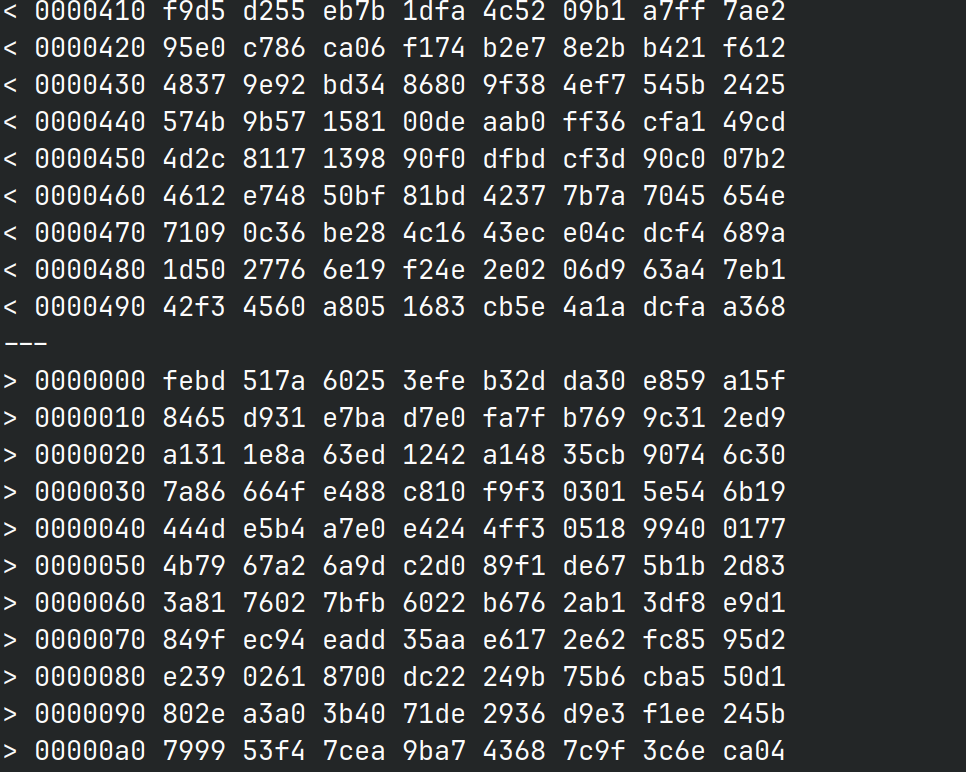 < 0000410 f9d5 d255 eb7b 1dfa 4c52 09b1 a7ff 7ae2
< 0000420 95e0 c786 ca06 f174 b2e7 8e2b b421 f612
< 0000430 4837 9e92 bd34 8680 9f38 4ef7 545b 2425
< 0000440 574b 9b57 1581 00de aab0 ff36 cfa1 49cd
< 0000450 4d2c 8117 1398 90f0 dfbd cf3d 90c0 07b2
< 0000460 4612 e748 50bf 81bd 4237 7b7a 7045 654e
< 0000470 7109 0c36 be28 4c16 43ec e04c dcf4 689a
< 0000480 1d50 2776 6e19 f24e 2e02 06d9 63a4 7eb1
< 0000490 42f3 4560 a805 1683 cb5e 4a1a dcfa a368
---
> 0000000 febd 517a 6025 3efe b32d da30 e859 a15f
> 0000010 8465 d931 e7ba d7e0 fa7f b769 9c31 2ed9
> 0000020 a131 1e8a 63ed 1242 a148 35cb 9074 6c30
> 0000030 7a86 664f e488 c810 f9f3 0301 5e54 6b19
> 0000040 444d e5b4 a7e0 e424 4ff3 0518 9940 0177
> 0000050 4b79 67a2 6a9d c2d0 89f1 de67 5b1b 2d83
> 0000060 3a81 7602 7bfb 6022 b676 2ab1 3df8 e9d1
> 0000070 849f ec94 eadd 35aa e617 2e62 fc85 95d2
> 0000080 e239 0261 8700 dc22 249b 75b6 cba5 50d1
> 0000090 802e a3a0 3b40 71de 2936 d9e3 f1ee 245b
> 00000a0 7999 53f4 7cea 9ba7 4368 7c9f 3c6e ca04